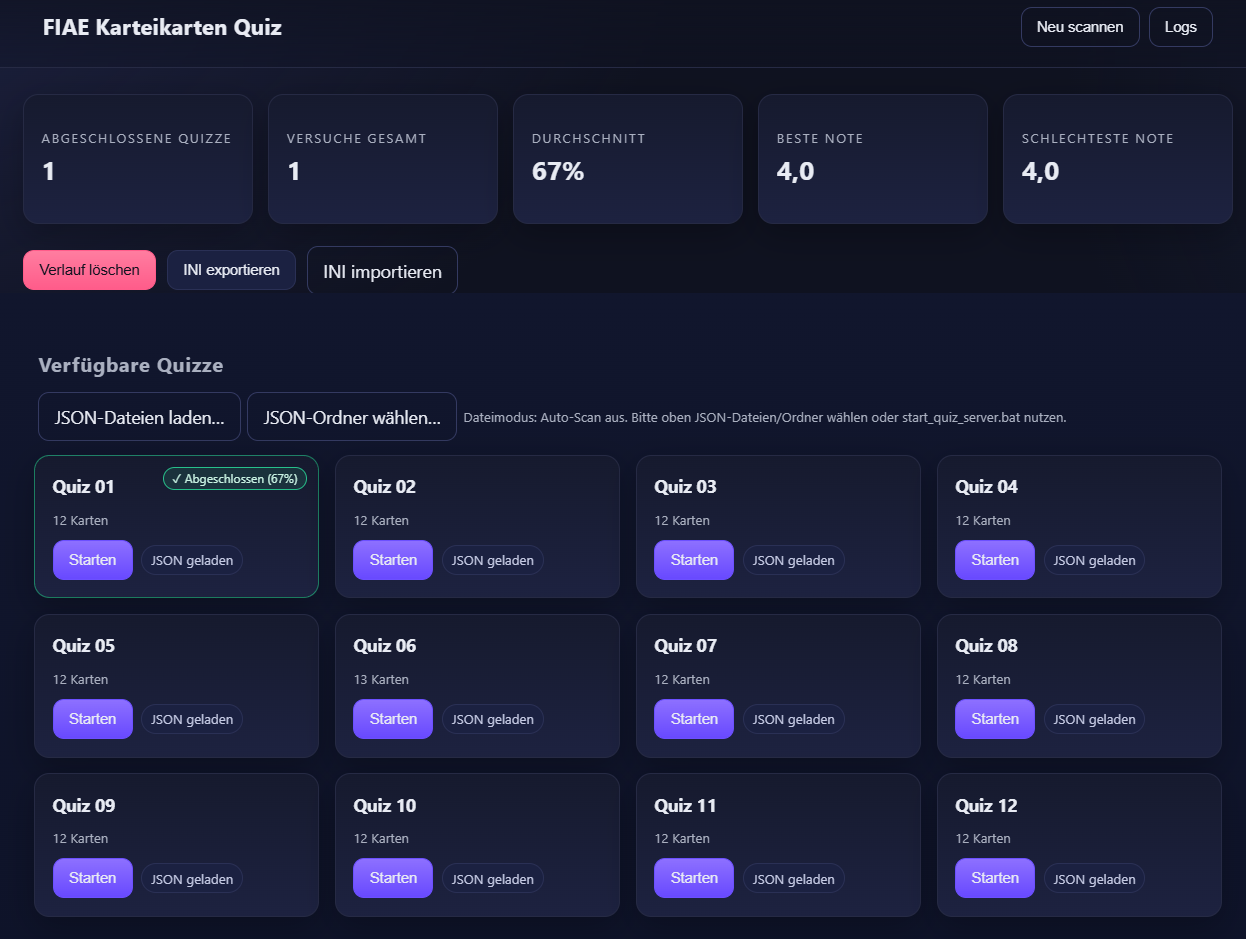 FIAE Karteikarten Quiz
Neu scannen
Logs
ABGESCHLOSSENE QUIZZE
1
VERSUCHE GESAMT
1
DURCHSCHNITT
67%
BESTE NOTE
4,0
SCHLECHTESTE NOTE
4,0
Verlauf löschen
INI exportieren
INI importieren
Verfügbare Quizze
JSON-Dateien laden...
JSON-Ordner wählen...
Dateimodus: Auto-Scan aus. Bitte oben JSON-Dateien/Ordner wählen oder start_quiz_server.bat nutzen.
Quiz 01
✓ Abgeschlossen (67%)
12 Karten
Starten
JSON geladen
Quiz 02
12 Karten
Starten
JSON geladen
Quiz 03
12 Karten
Starten
JSON geladen
Quiz 04
12 Karten
Starten
JSON geladen
Quiz 05
12 Karten
Starten
JSON geladen
Quiz 06
13 Karten
Starten
JSON geladen
Quiz 07
12 Karten
Starten
JSON geladen
Quiz 08
12 Karten
Starten
JSON geladen
Quiz 09
12 Karten
Starten
JSON geladen
Quiz 10
12 Karten
Starten
JSON geladen
Quiz 11
12 Karten
Starten
JSON geladen
Quiz 12
12 Karten
Starten
JSON geladen